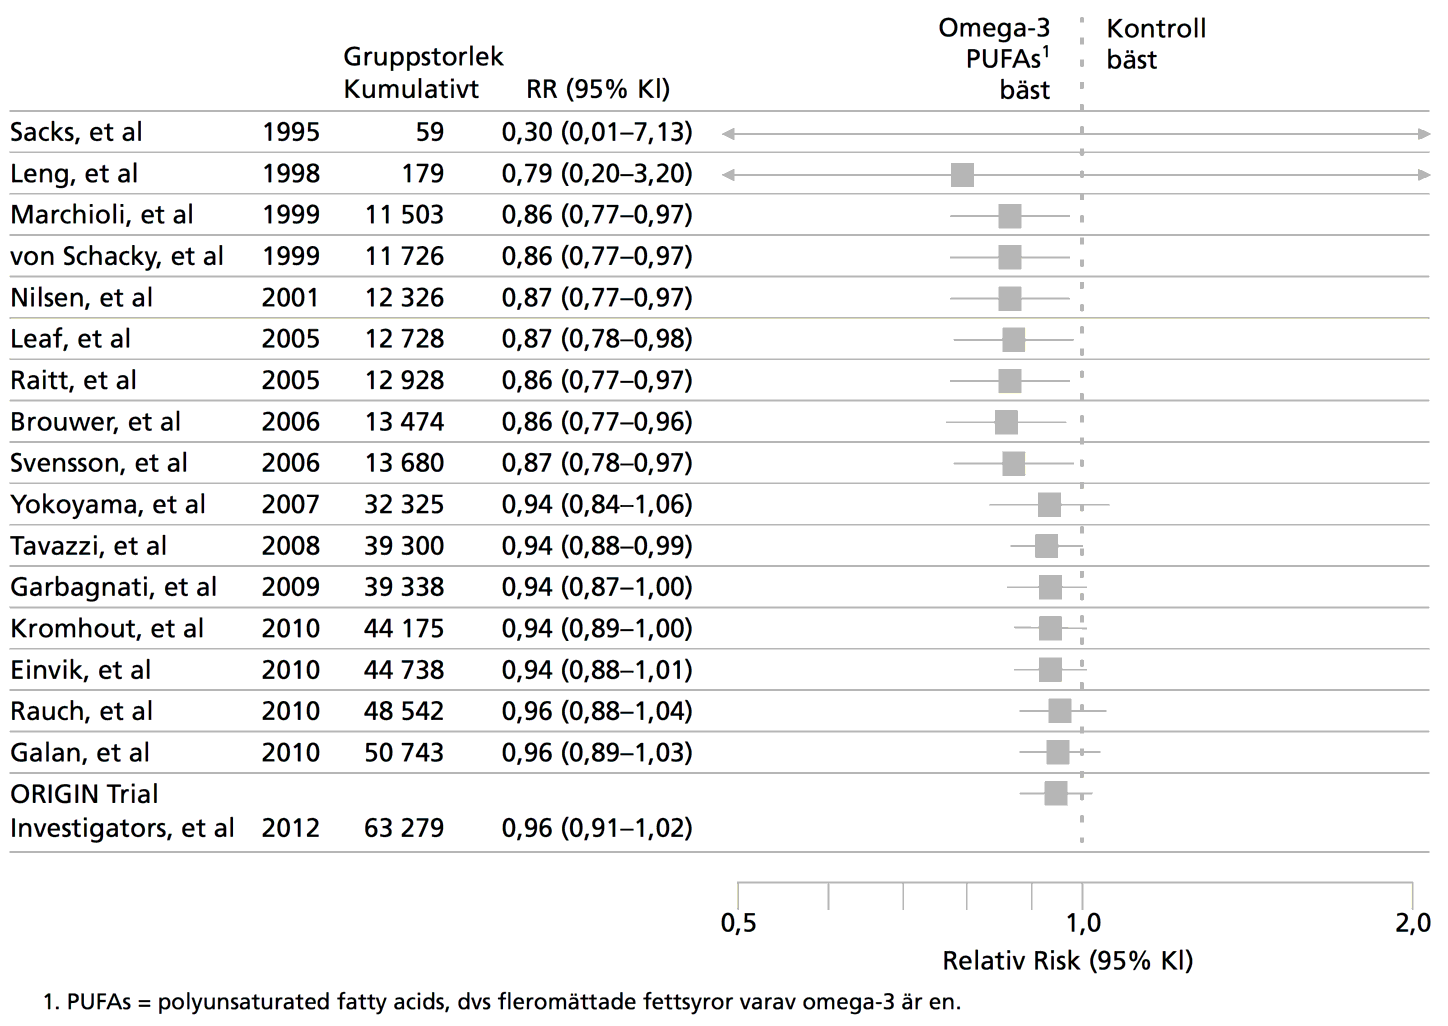 Gruppstorlek
Kumulativt RR (95% KI)
Omega-3
PUFAs¹
bäst
Kontroll
bäst
Sacks, et al 1995 59 0,30 (0,01–7,13)
Leng, et al 1998 179 0,79 (0,20–3,20)
Marchioli, et al 1999 11 503 0,86 (0,77–0,97)
von Schacky, et al 1999 11 726 0,86 (0,77–0,97)
Nilsen, et al 2001 12 326 0,87 (0,77–0,97)
Leaf, et al 2005 12 728 0,87 (0,78–0,98)
Raitt, et al 2005 12 928 0,86 (0,77–0,97)
Brouwer, et al 2006 13 474 0,86 (0,77–0,96)
Svensson, et al 2006 13 680 0,87 (0,78–0,97)
Yokoyama, et al 2007 32 325 0,94 (0,84–1,06)
Tavazzi, et al 2008 39 300 0,94 (0,88–0,99)
Garbagnati, et al 2009 39 338 0,94 (0,87–1,00)
Kromhout, et al 2010 44 175 0,94 (0,89–1,00)
Einvik, et al 2010 44 738 0,94 (0,88–1,01)
Rauch, et al 2010 48 542 0,96 (0,88–1,04)
Galan, et al 2010 50 743 0,96 (0,89–1,03)
ORIGIN Trial
Investigators, et al 2012 63 279 0,96 (0,91–1,02)
0,5 1,0 2,0
Relativ Risk (95% KI)
1. PUFAs = polyunsaturated fatty acids, dvs fleromättade fettsyror varav omega-3 är en.